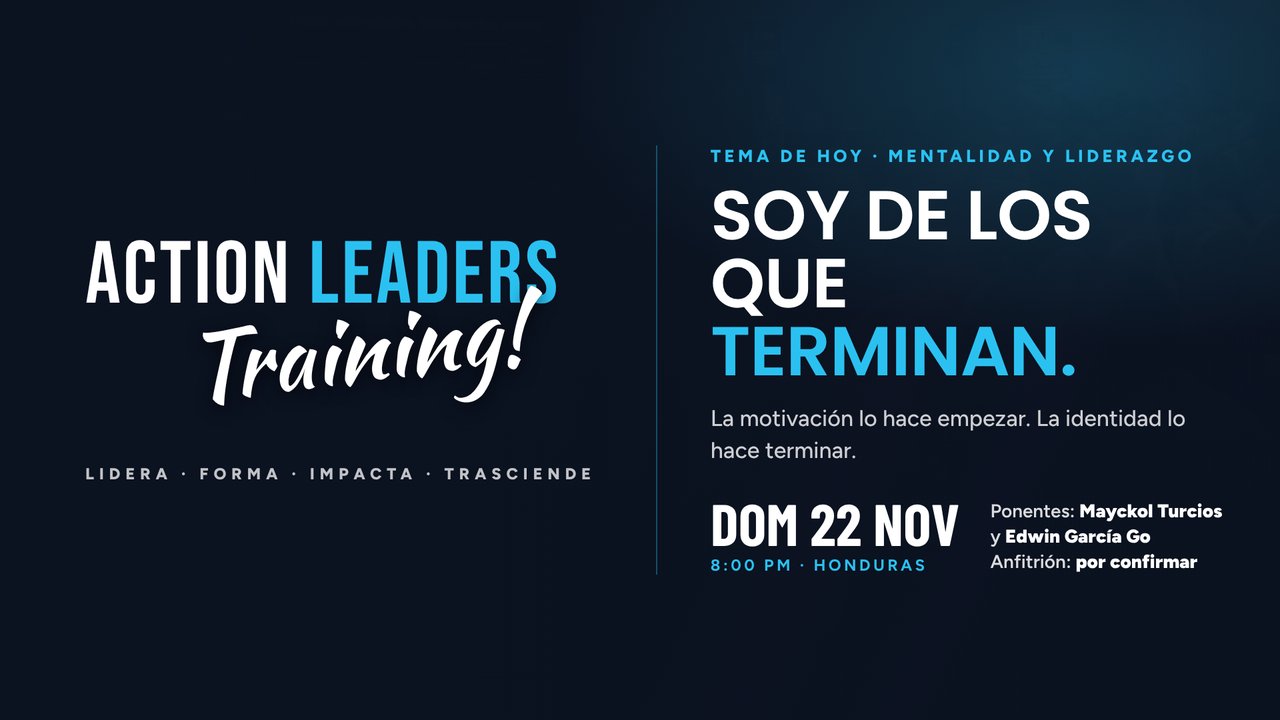 ACTION LEADERS
Training!
LIDERA · FORMA · IMPACTA · TRASCIENDE
TEMA DE HOY · MENTALIDAD Y LIDERAZGO
SOY DE LOS
QUE
TERMINAN.
La motivación lo hace empezar. La identidad lo
hace terminar.
DOM 22 NOV
8:00 PM · HONDURAS
Ponentes: Mayckol Turcios
y Edwin García Go
Anfitrión: por confirmar